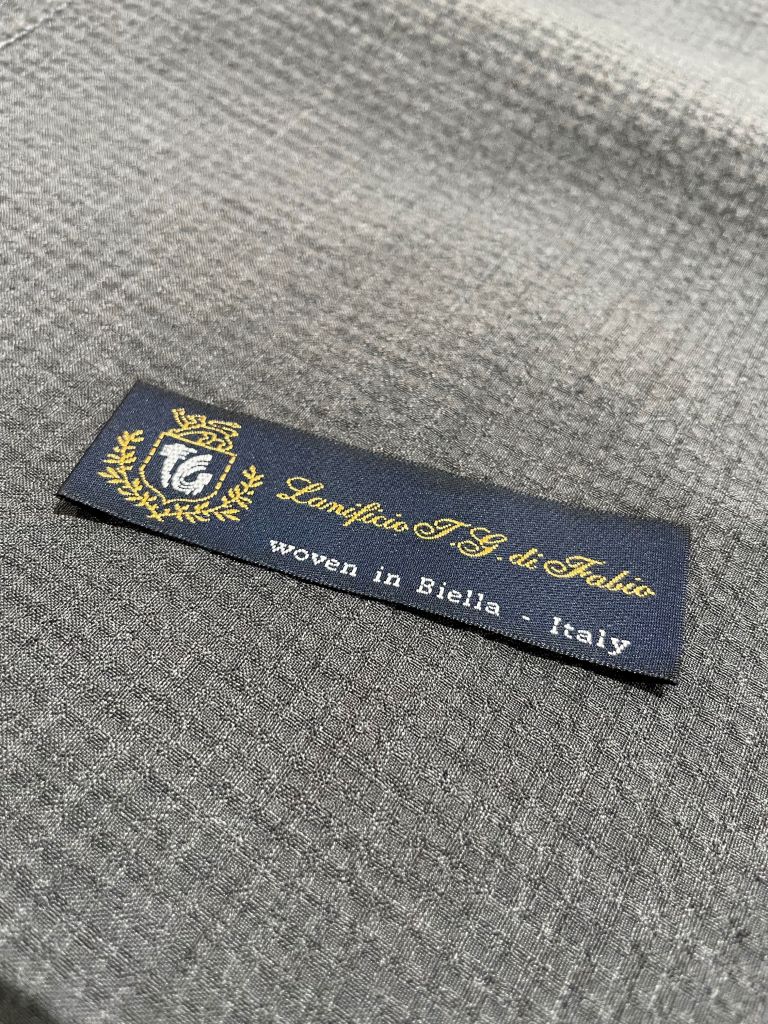 TG
Lanificio T.G. di Fabio
woven in Biella - Italy